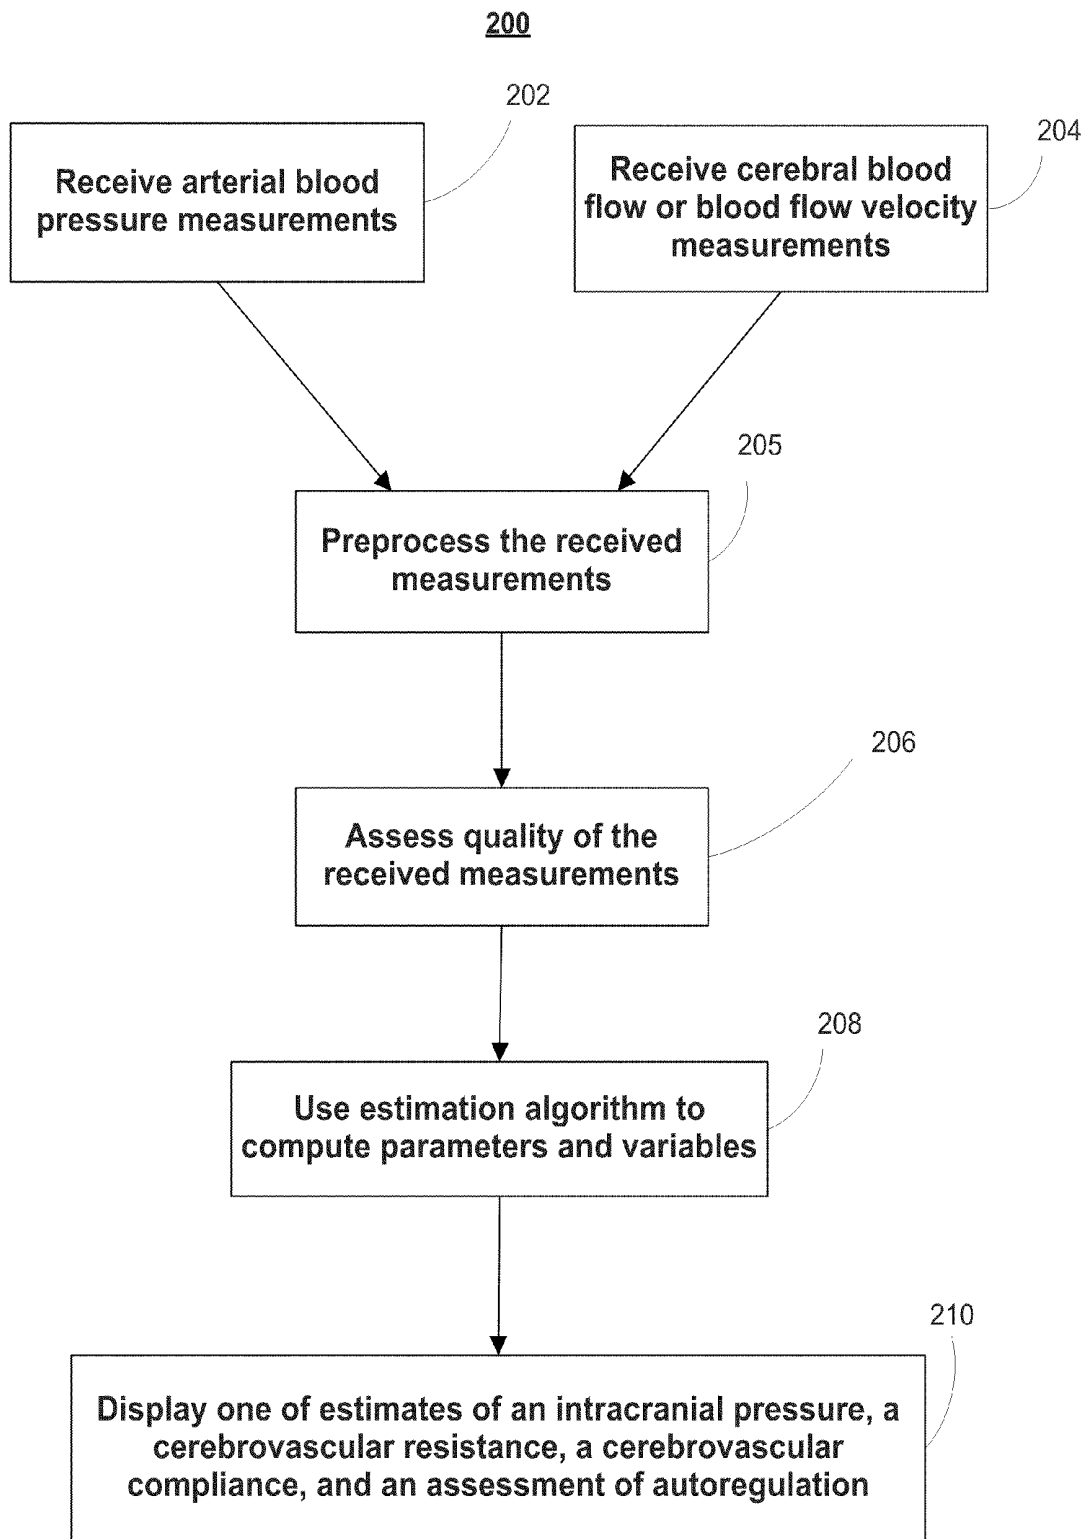 200
202
Receive arterial blood
pressure measurements
204
Receive cerebral blood
flow or blood flow velocity
measurements
205
Preprocess the received
measurements
206
Assess quality of the
received measurements
208
Use estimation algorithm to
compute parameters and variables
210
Display one of estimates of an intracranial pressure, a
cerebrovascular resistance, a cerebrovascular
compliance, and an assessment of autoregulation